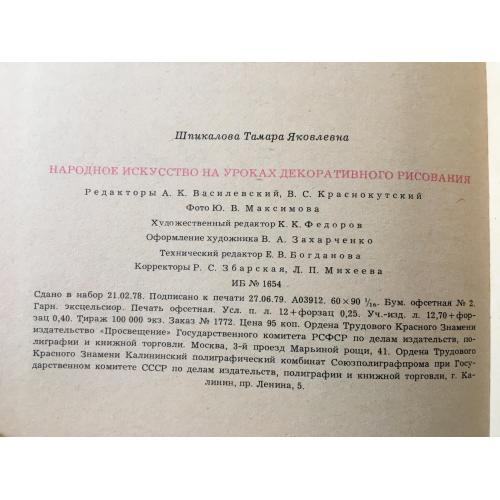 Шпикалова Тамара Яковлевна
НАРОДНОЕ ИСКУССТВО НА УРОКАХ ДЕКОРАТИВНОГО РИСОВАНИЯ
Редакторы А. К. Василевский, В. С. Краснокутский
Фото Ю. В. Максимова
Художественный редактор К. К. Федоров
Оформление художника В. А. Захарченко
Технический редактор Е. В. Богданова
Корректоры Р. С. Збарская, Л. П. Михеева
ИБ № 1654
Сдано в набор 21.02.78. Подписано к печати 27.06.79. А03912. 60×90 1/16. Бум. офсетная № 2.
Гарн. эксцельсиор. Печать офсетная. Усл. п. л. 12+форзац 0,25. Уч.-изд. л. 12,70+фор-
зац 0,40. Тираж 100 000 экз. Заказ № 1772. Цена 95 коп. Ордена Трудового Красного Знамени
издательство «Просвещение» Государственного комитета РСФСР по делам издательств, по-
лиграфии и книжной торговли. Москва, 3-й проезд Марьиной рощи, 41. Ордена Трудового
Красного Знамени Калининский полиграфический комбинат Союзполиграфпрома при Госу-
дарственном комитете СССР по делам издательств, полиграфии и книжной торговли, г. Ка-
линин, пр. Ленина, 5.